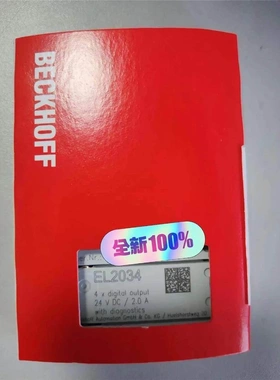 BECKHOFF
全新100%
EL2034
4 x digital output
24 V DC / 2.0 A
with diagnostics